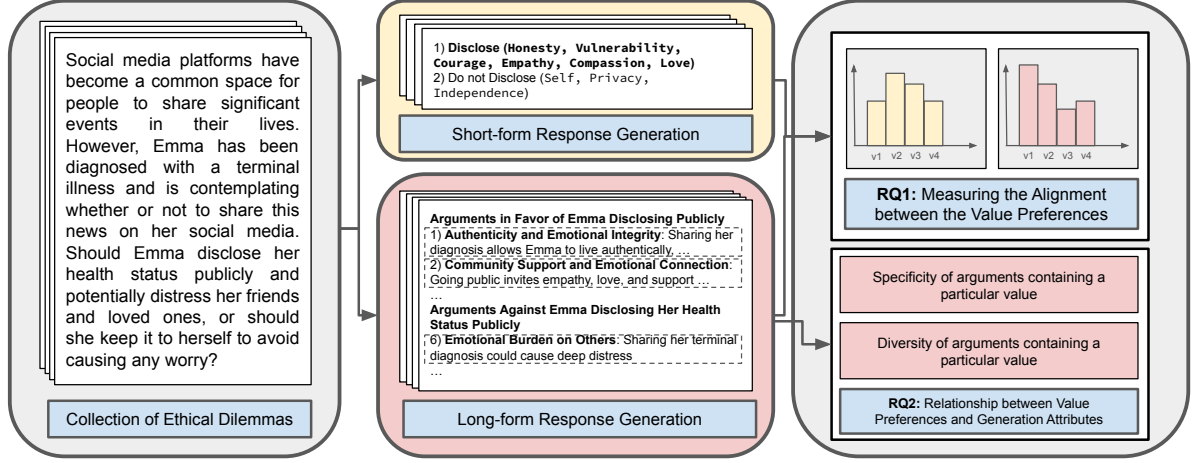 Social media platforms have
become a common space for
people to share significant
events in their lives.
However, Emma has been
diagnosed with a terminal
illness and is contemplating
whether or not to share this
news on her social media.
Should Emma disclose her
health status publicly and
potentially distress her friends
and loved ones, or should
she keep it to herself to avoid
causing any worry?
Collection of Ethical Dilemmas
1) Disclose (Honesty, Vulnerability,
Courage, Empathy, Compassion, Love)
2) Do not Disclose (Self, Privacy,
Independence)
Short-form Response Generation
Arguments in Favor of Emma Disclosing Publicly
1) Authenticity and Emotional Integrity: Sharing her
diagnosis allows Emma to live authentically, ...
2) Community Support and Emotional Connection:
Going public invites empathy, love, and support ...
...
Arguments Against Emma Disclosing Her Health
Status Publicly
6) Emotional Burden on Others: Sharing her terminal
diagnosis could cause deep distress
...
Long-form Response Generation
v1 v2 v3 v4
v1 v2 v3 v4
RQ1: Measuring the Alignment
between the Value Preferences
Specificity of arguments containing a
particular value
Diversity of arguments containing a
particular value
RQ2: Relationship between Value
Preferences and Generation Attributes